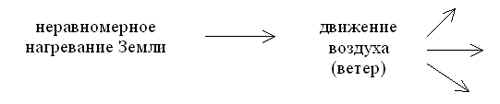 неравномерное
нагревание Земли
движение
воздуха
(ветер)